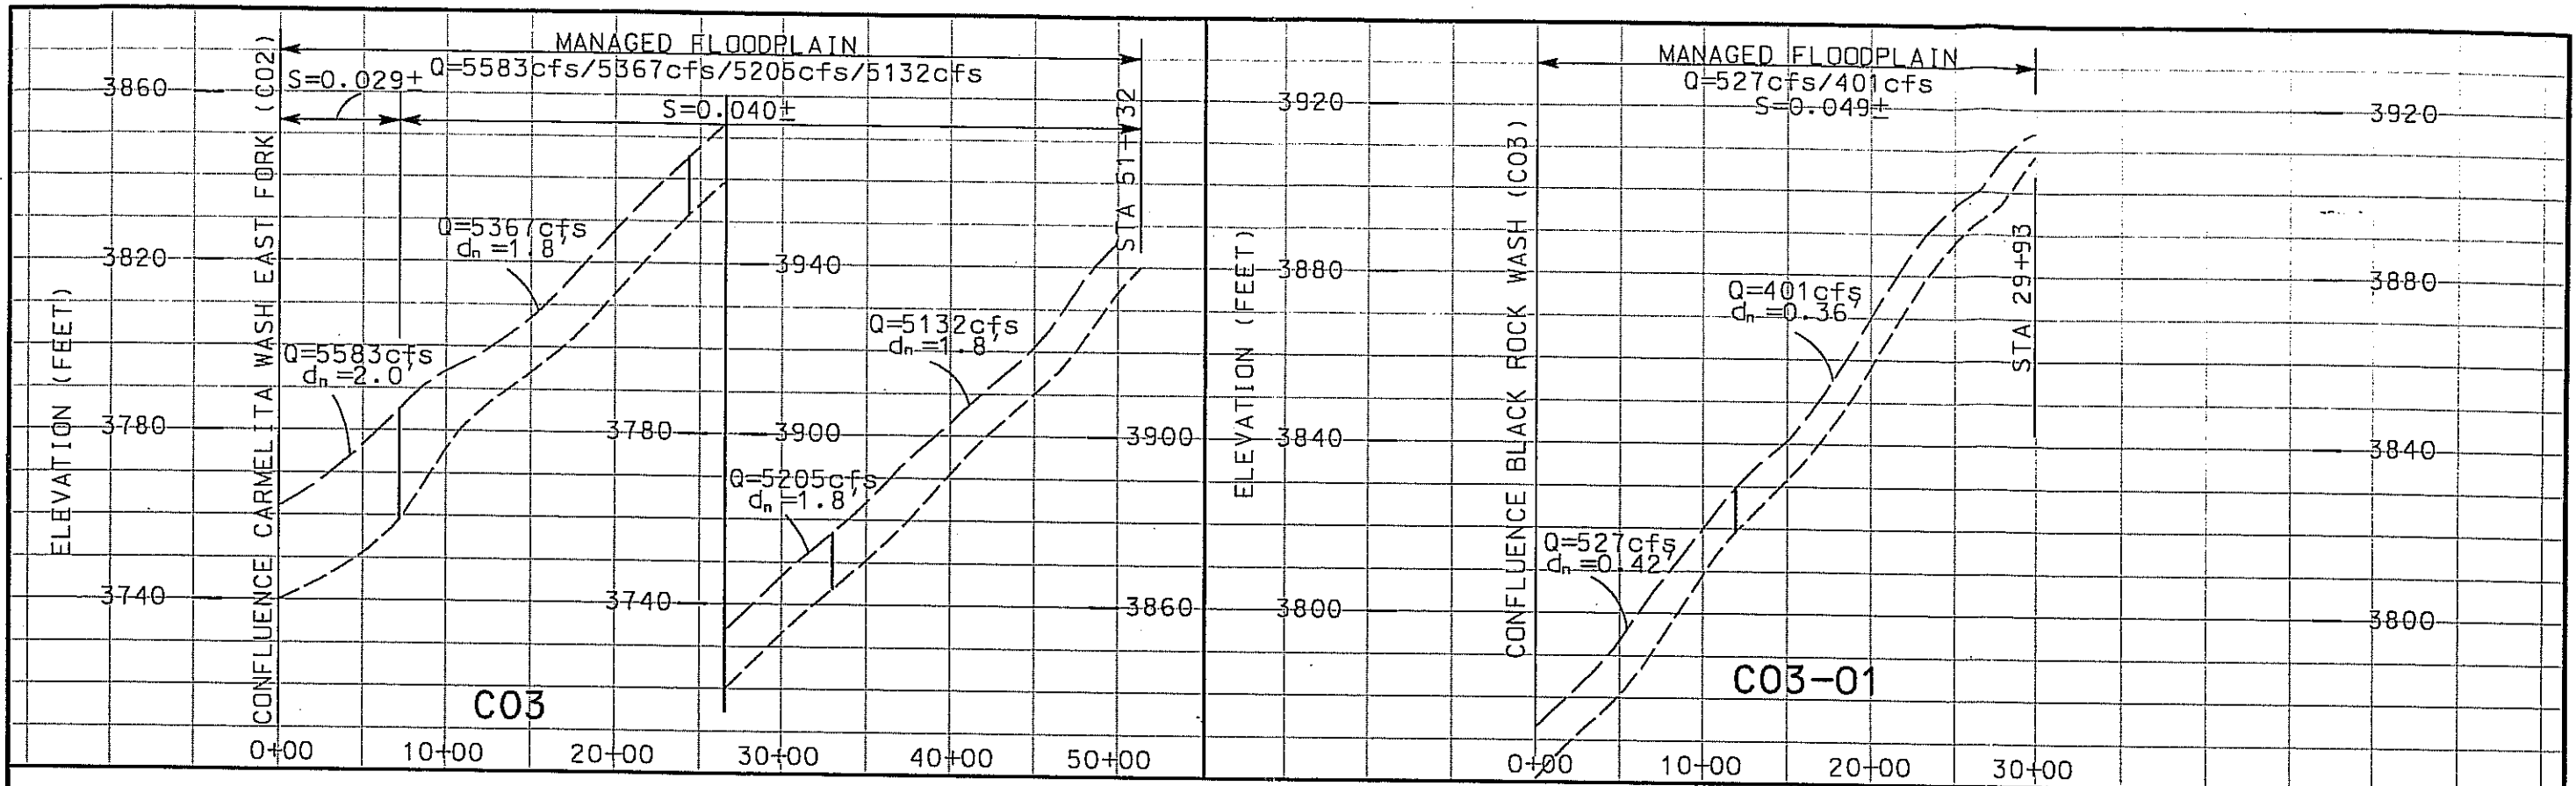 MANAGED FLOODPLAIN
Q=5583cfs/5367cfs/5205cfs/5132cfs
S=0.029±
S=0.040±
3860
3820
3780
3740
ELEVATION (FEET)
CONFLUENCE CARMELITA WASH EAST FORK (CO2)
Q=5583cfs
dn=2.0'
Q=5367cfs
dn=1.8'
3780
3740
3940
3900
Q=5205cfs
dn=1.8'
Q=5132cfs
dn=1.8'
STA 51+32
3900
3860
CO3
0+00 10+00 20+00 30+00 40+00 50+00
MANAGED FLOODPLAIN
Q=527cfs/401cfs
S=0.049±
3920
3880
3840
3800
ELEVATION (FEET)
CONFLUENCE BLACK ROCK WASH (CO3)
Q=527cfs
dn=0.42'
Q=401cfs
dn=0.36'
STA 29+93
3920
3880
3840
3800
CO3-01
0+00 10+00 20+00 30+00